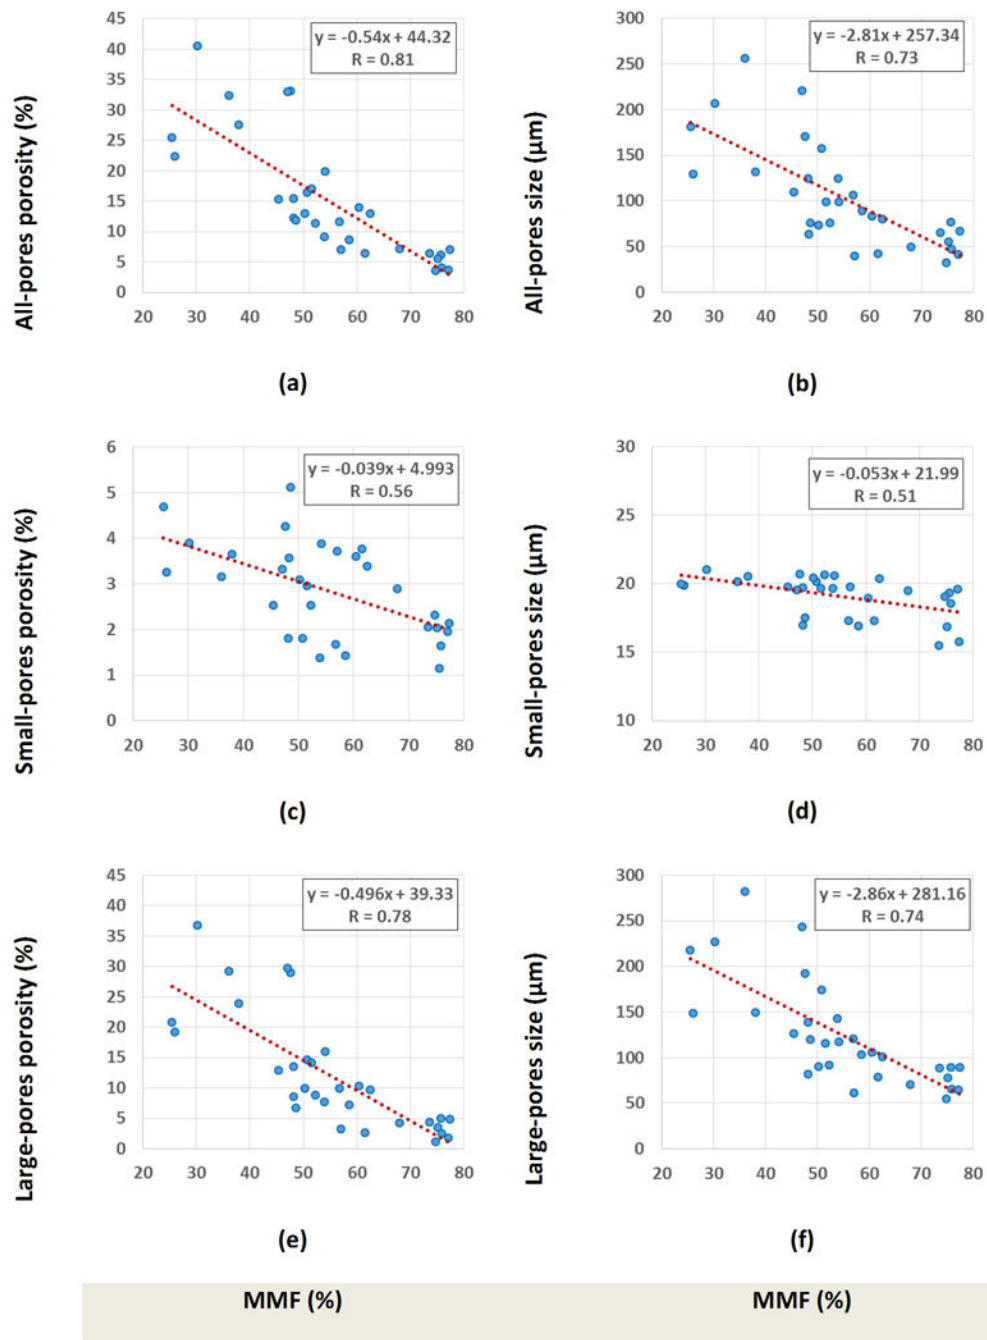 All-pores porosity (%)
45
40
35
30
25
20
15
10
5
0
20 30 40 50 60 70 80
y = -0.54x + 44.32
R = 0.81
(a)
All-pores size (μm)
300
250
200
150
100
50
0
20 30 40 50 60 70 80
y = -2.81x + 257.34
R = 0.73
(b)
Small-pores porosity (%)
6
5
4
3
2
1
0
20 30 40 50 60 70 80
y = -0.039x + 4.993
R = 0.56
(c)
Small-pores size (μm)
30
25
20
15
10
20 30 40 50 60 70 80
y = -0.053x + 21.99
R = 0.51
(d)
Large-pores porosity (%)
45
40
35
30
25
20
15
10
5
0
20 30 40 50 60 70 80
y = -0.496x + 39.33
R = 0.78
(e)
Large-pores size (μm)
300
250
200
150
100
50
0
20 30 40 50 60 70 80
y = -2.86x + 281.16
R = 0.74
(f)
MMF (%)
MMF (%)